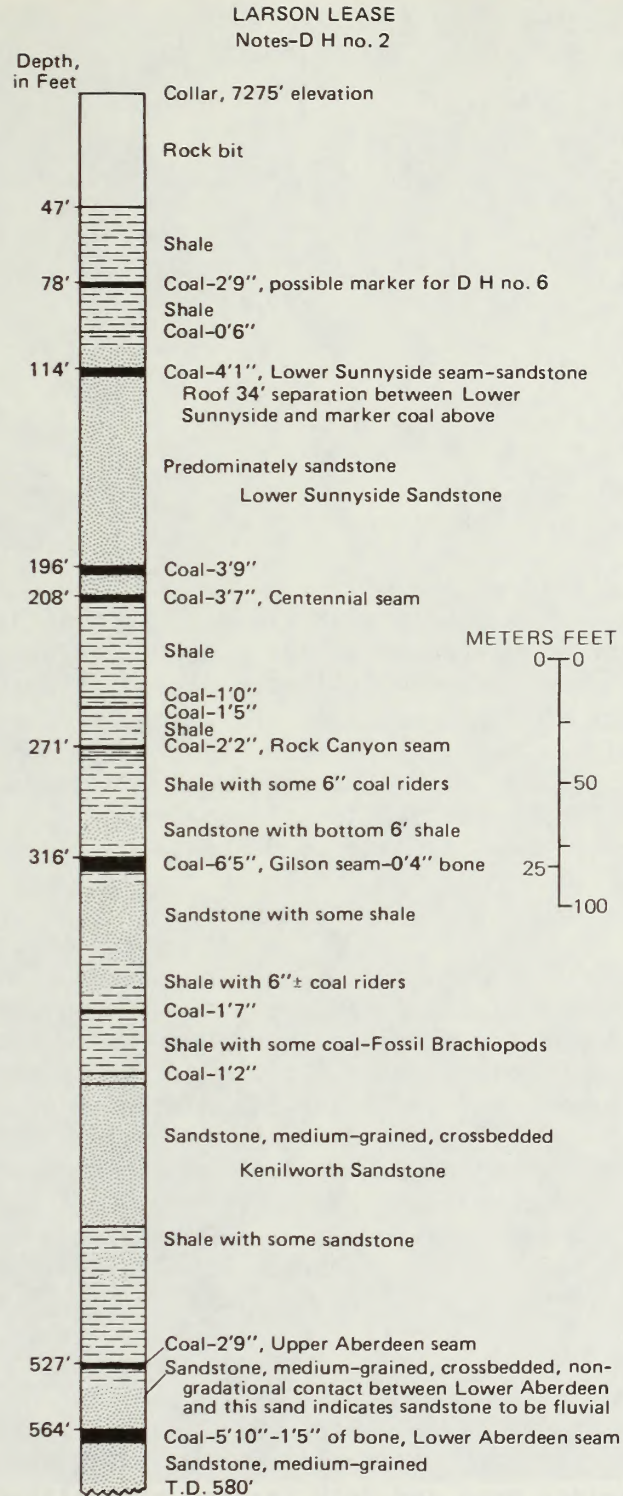 LARSON LEASE
Notes-D H no. 2
Depth,
in Feet
Collar, 7275' elevation
Rock bit
47'
Shale
78'
Coal-2'9", possible marker for D H no. 6
Shale
Coal-0'6"
114'
Coal-4'1", Lower Sunnyside seam-sandstone
Roof 34' separation between Lower
Sunnyside and marker coal above
Predominately sandstone
Lower Sunnyside Sandstone
196'
Coal-3'9"
208'
Coal-3'7", Centennial seam
METERS FEET
0 0
Shale
Coal-1'0"
Coal-1'5"
Shale
271'
Coal-2'2", Rock Canyon seam
Shale with some 6" coal riders
50
Sandstone with bottom 6' shale
316'
Coal-6'5", Gilson seam-0'4" bone
25
100
Sandstone with some shale
Shale with 6"± coal riders
Coal-1'7"
Shale with some coal-Fossil Brachiopods
Coal-1'2"
Sandstone, medium-grained, crossbedded
Kenilworth Sandstone
Shale with some sandstone
Coal-2'9", Upper Aberdeen seam
527'
Sandstone, medium-grained, crossbedded, non-
gradational contact between Lower Aberdeen
and this sand indicates sandstone to be fluvial
564'
Coal-5'10"-1'5" of bone, Lower Aberdeen seam
Sandstone, medium-grained
T.D. 580'